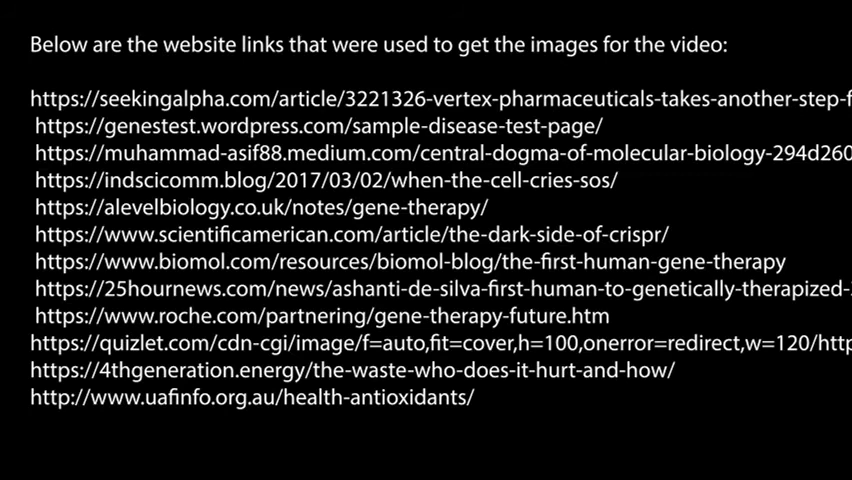 Below are the website links that were used to get the images for the video:
https://seekingalpha.com/article/3221326-vertex-pharmaceuticals-takes-another-step-f
https://genestest.wordpress.com/sample-disease-test-page/
https://muhammad-asif88.medium.com/central-dogma-of-molecular-biology-294d260
https://indscicomm.blog/2017/03/02/when-the-cell-cries-sos/
https://alevelbiology.co.uk/notes/gene-therapy/
https://www.scientificamerican.com/article/the-dark-side-of-crispr/
https://www.biomol.com/resources/biomol-blog/the-first-human-gene-therapy
https://25hournews.com/news/ashanti-de-silva-first-human-to-genetically-therapized-
https://www.roche.com/partnering/gene-therapy-future.htm
https://quizlet.com/cdn-cgi/image/f=auto,fit=cover,h=100,onerror=redirect,w=120/http
https://4thgeneration.energy/the-waste-who-does-it-hurt-and-how/
http://www.uafinfo.org.au/health-antioxidants/